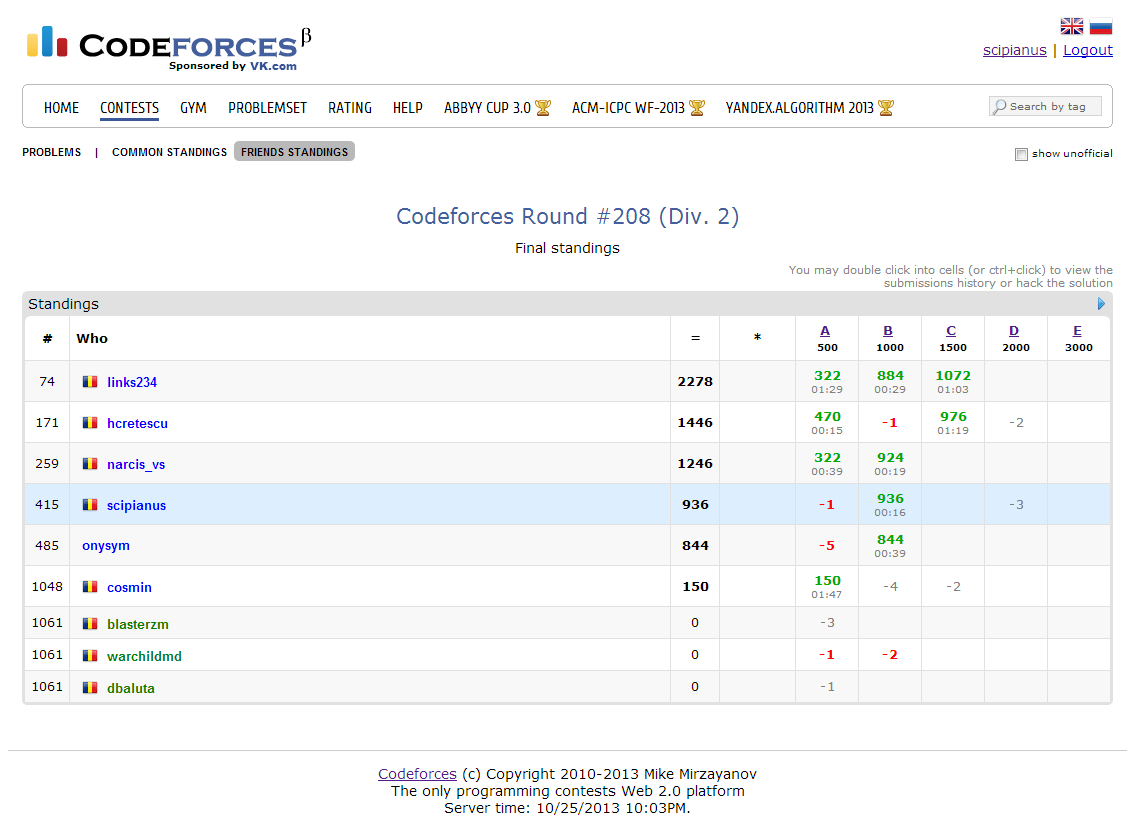 CODEFORCES β
Sponsored by VK.com
scipianus | Logout
HOME CONTESTS GYM PROBLEMSET RATING HELP ABBYY CUP 3.0 ACM-ICPC WF-2013 YANDEX.ALGORITHM 2013 Search by tag
PROBLEMS | COMMON STANDINGS FRIENDS STANDINGS show unofficial
Codeforces Round #208 (Div. 2)
Final standings
You may double click into cells (or ctrl+click) to view the
submissions history or hack the solution
Standings
# Who = * A B C D E
500 1000 1500 2000 3000
74 links234 2278 322 884 1072
01:29 00:29 01:03
171 hcretescu 1446 470 -1 976 -2
00:15 01:19
259 narcis_vs 1246 322 924
00:39 00:19
415 scipianus 936 -1 936 -3
00:16
485 onysym 844 -5 844
00:39
1048 cosmin 150 150 -4 -2
01:47
1061 blasterzm 0 -3
1061 warchildmd 0 -1 -2
1061 dbaluta 0 -1
Codeforces (c) Copyright 2010-2013 Mike Mirzayanov
The only programming contests Web 2.0 platform
Server time: 10/25/2013 10:03PM.